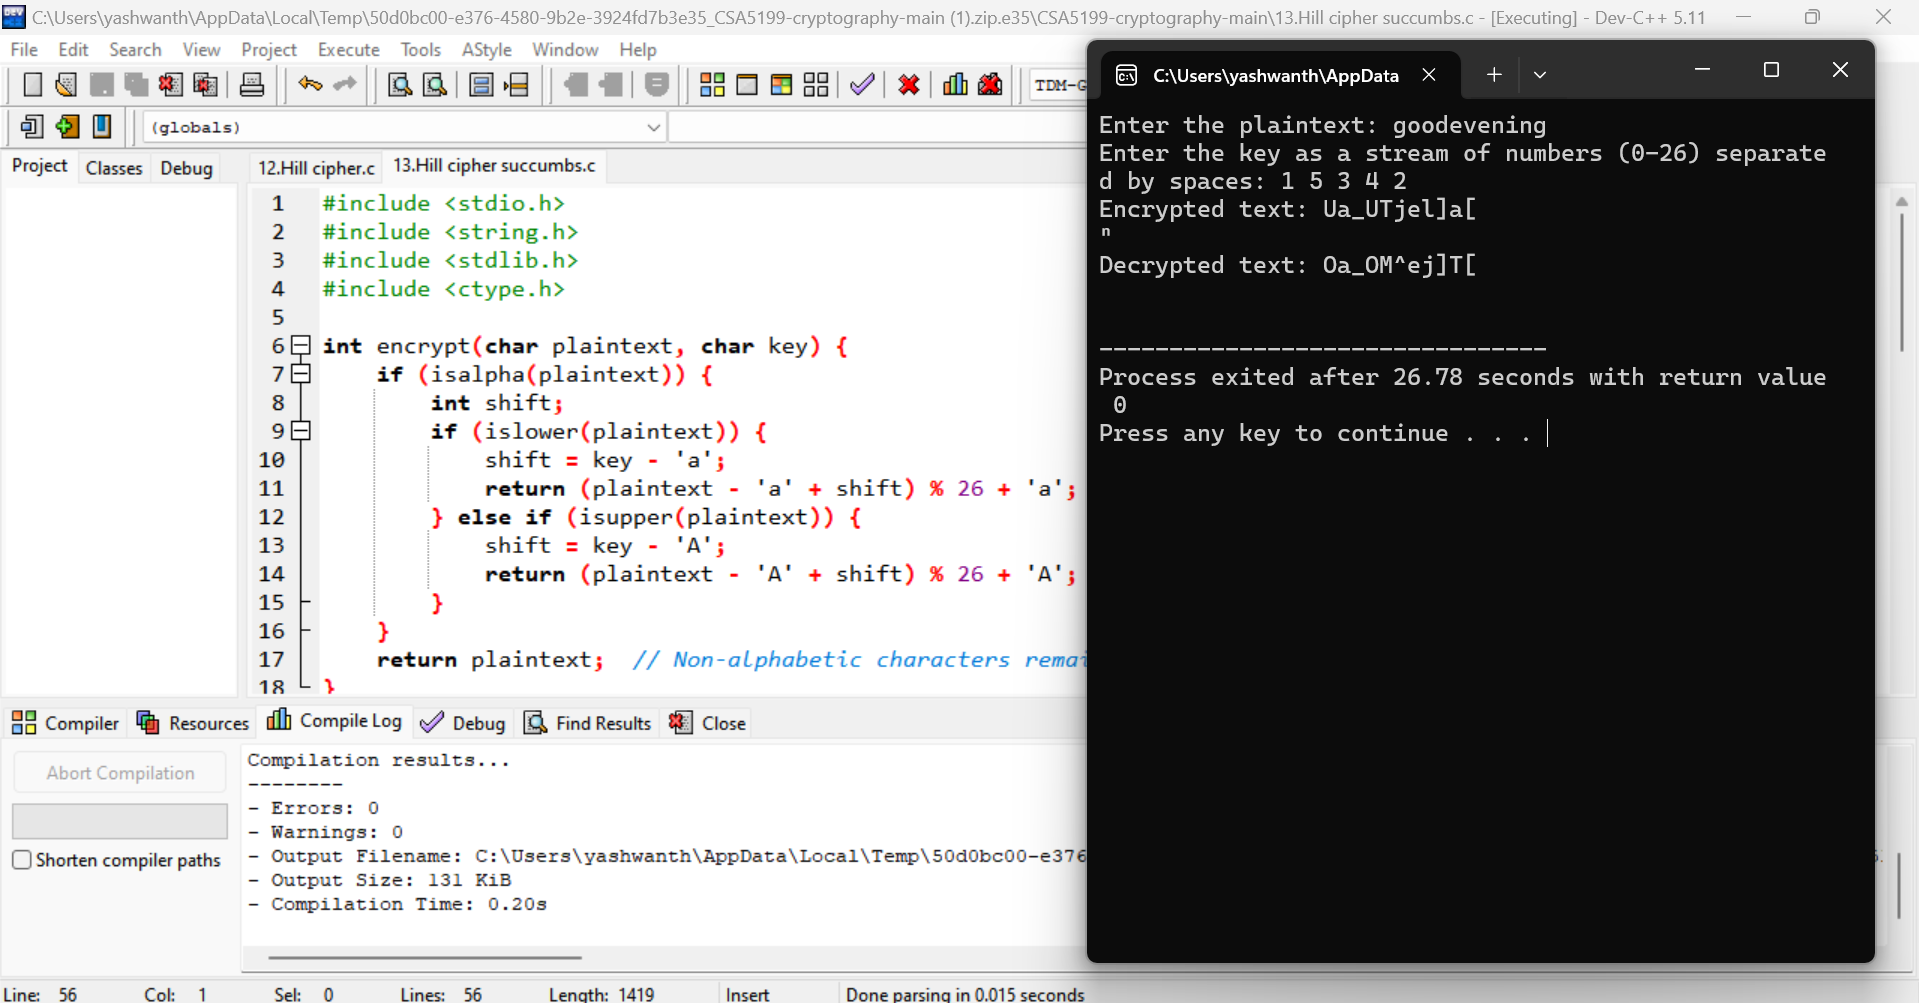 C:\Users\yashwanth\AppData\Local\Temp\50d0bc00-e376-4580-9b2e-3924fd7b3e35_CSA5199-cryptography-main (1).zip.e35\CSA5199-cryptography-main\13.Hill cipher succumbs.c - [Executing] - Dev-C++ 5.11
File Edit Search View Project Execute Tools AStyle Window Help
TDM-G
(globals)
Project Classes Debug
12.Hill cipher.c 13.Hill cipher succumbs.c
1 #include <stdio.h>
2 #include <string.h>
3 #include <stdlib.h>
4 #include <ctype.h>
5
6 int encrypt(char plaintext, char key) {
7 if (isalpha(plaintext)) {
8 int shift;
9 if (islower(plaintext)) {
10 shift = key - 'a';
11 return (plaintext - 'a' + shift) % 26 + 'a';
12 } else if (isupper(plaintext)) {
13 shift = key - 'A';
14 return (plaintext - 'A' + shift) % 26 + 'A';
15 }
16 }
17 return plaintext; // Non-alphabetic characters remai
18 }
C:\Users\yashwanth\AppData
Enter the plaintext: goodevening
Enter the key as a stream of numbers (0-26) separate
d by spaces: 1 5 3 4 2
Encrypted text: Ua_UTjel]a[
ⁿ
Decrypted text: Oa_OM^ej]T[
--------------------------------
Process exited after 26.78 seconds with return value
0
Press any key to continue . . .
Compiler Resources Compile Log Debug Find Results Close
Abort Compilation
Shorten compiler paths
Compilation results...
--------
- Errors: 0
- Warnings: 0
- Output Filename: C:\Users\yashwanth\AppData\Local\Temp\50d0bc00-e376
- Output Size: 131 KiB
- Compilation Time: 0.20s
Line: 56 Col: 1 Sel: 0 Lines: 56 Length: 1419 Insert Done parsing in 0.015 seconds